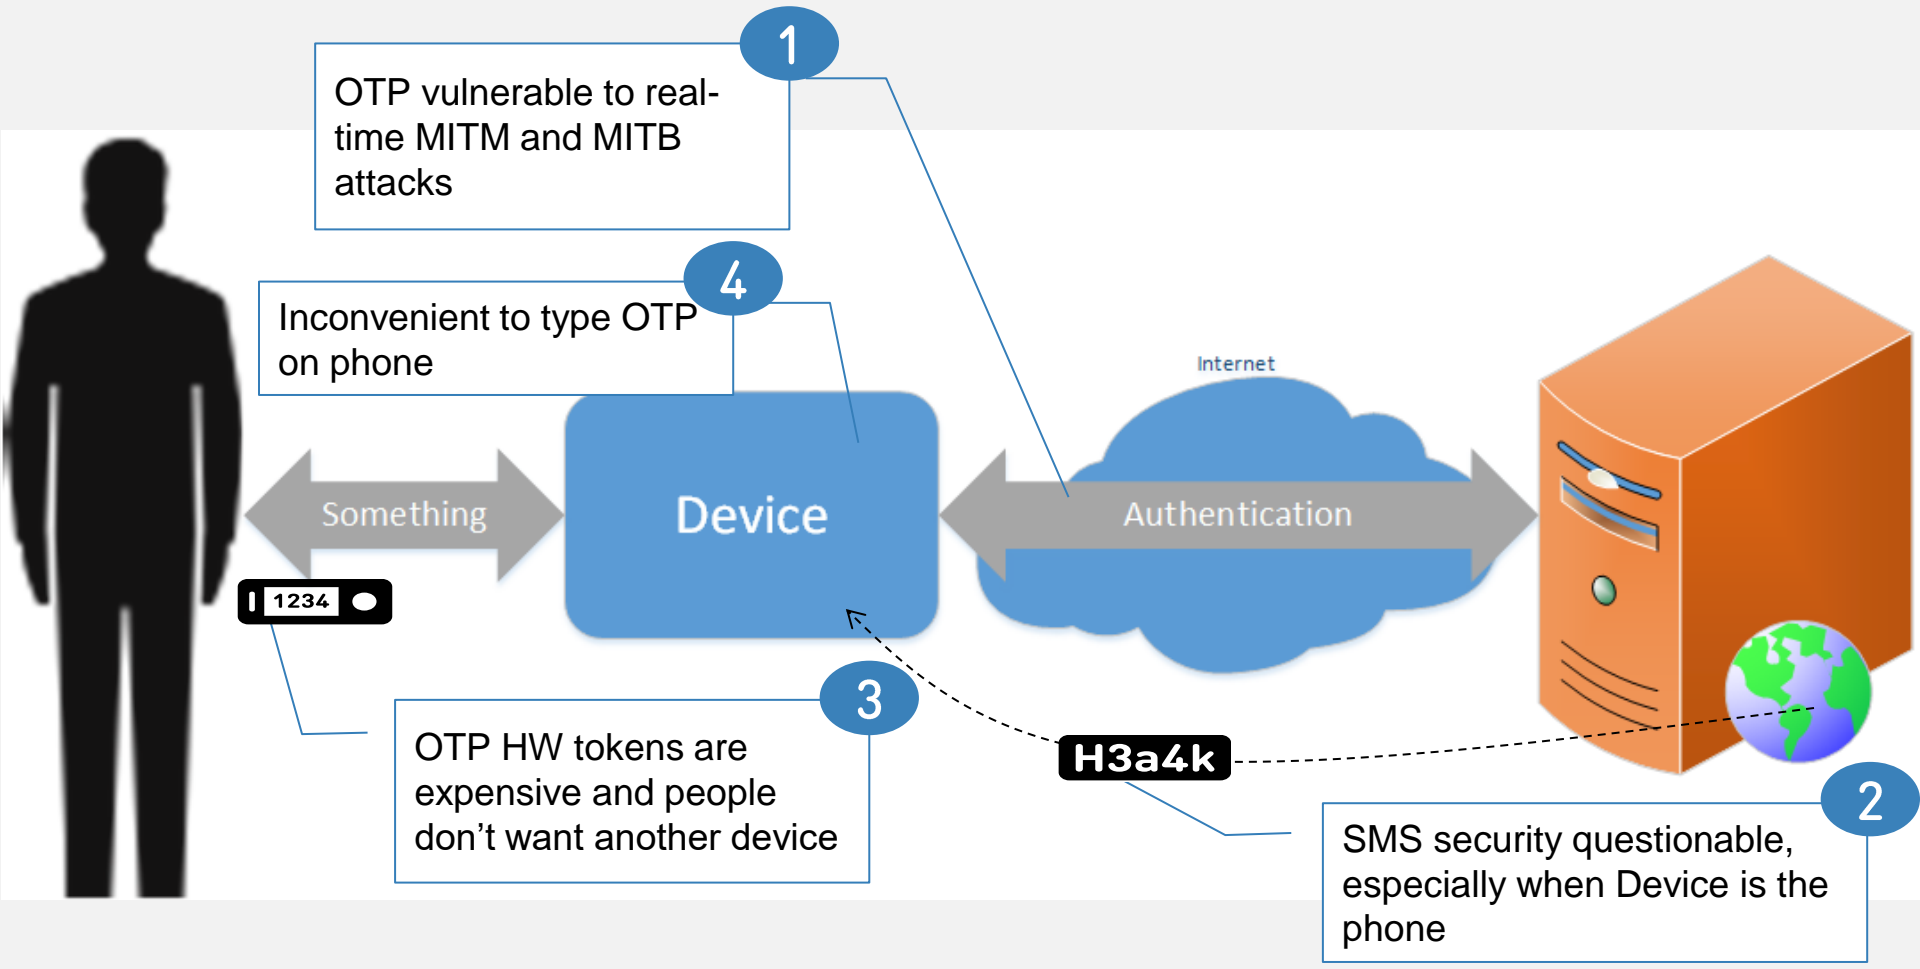 1
OTP vulnerable to real-
time MITM and MITB
attacks
4
Inconvenient to type OTP
on phone
Internet
Something
Device
Authentication
1234
3
OTP HW tokens are
expensive and people
don’t want another device
H3a4k
2
SMS security questionable,
especially when Device is the
phone